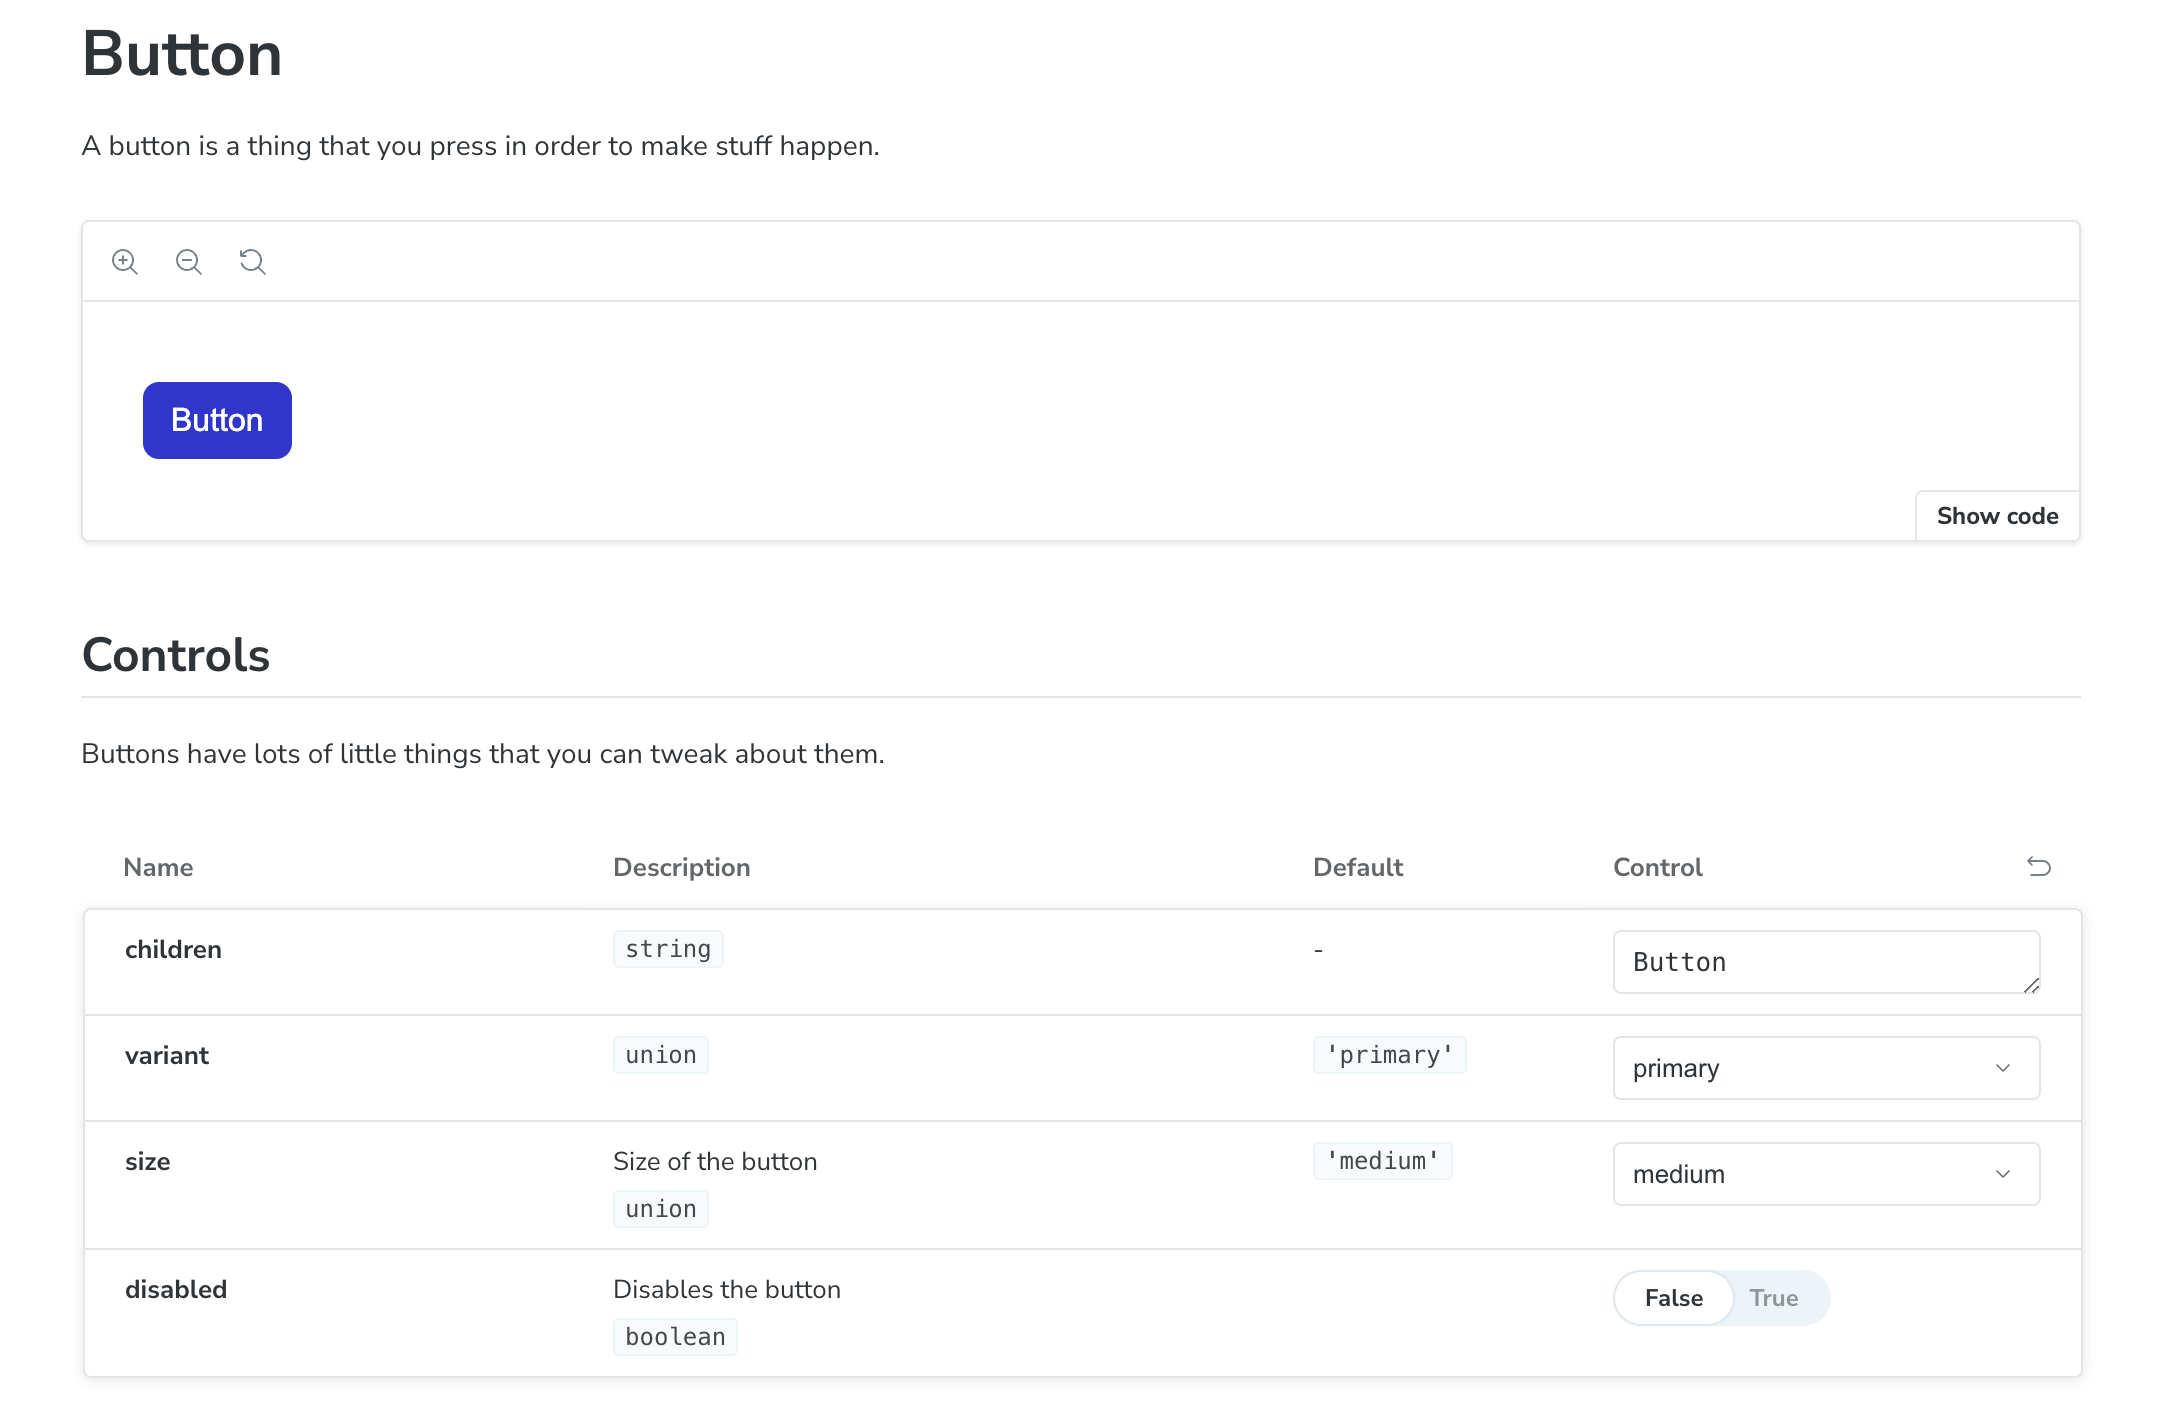 Button
A button is a thing that you press in order to make stuff happen.
Button
Show code
Controls
Buttons have lots of little things that you can tweak about them.
Name Description Default Control
children string - Button
variant union 'primary' primary
size Size of the button 'medium' medium
union
disabled Disables the button False True
boolean